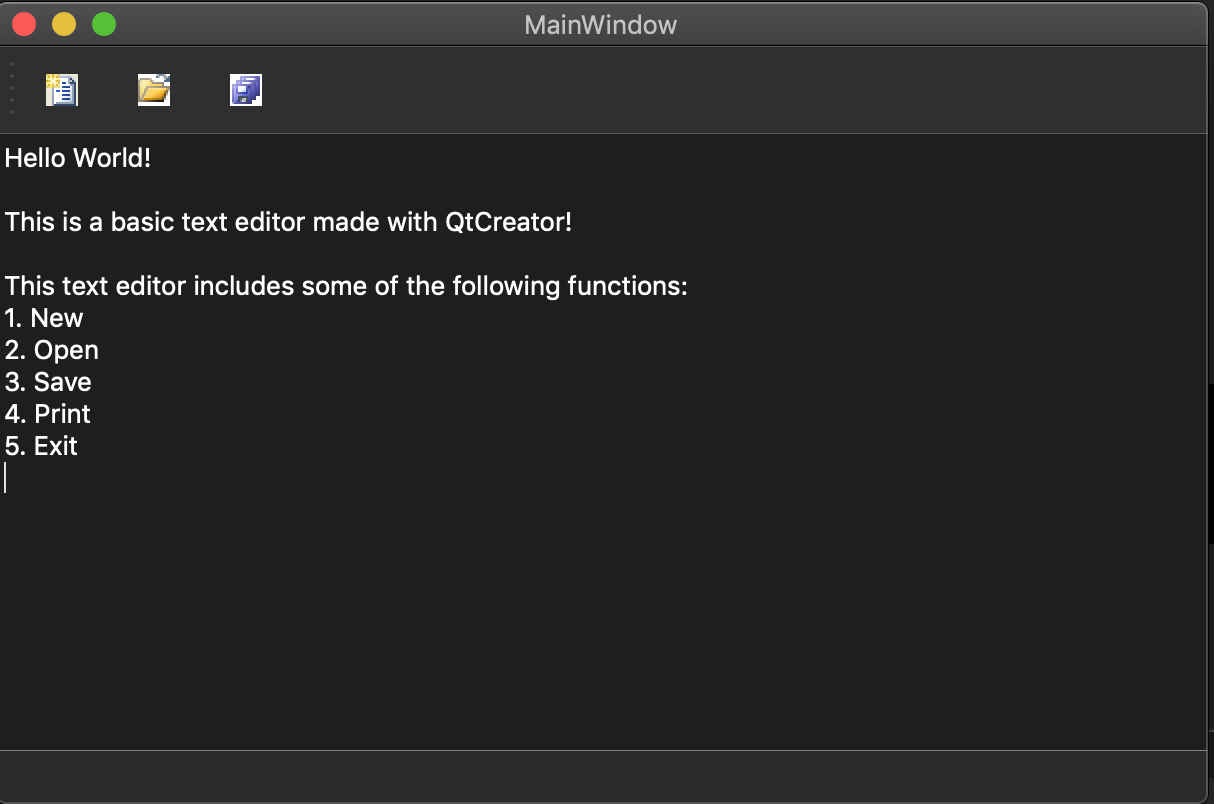 MainWindow
Hello World!
This is a basic text editor made with QtCreator!
This text editor includes some of the following functions:
1. New
2. Open
3. Save
4. Print
5. Exit